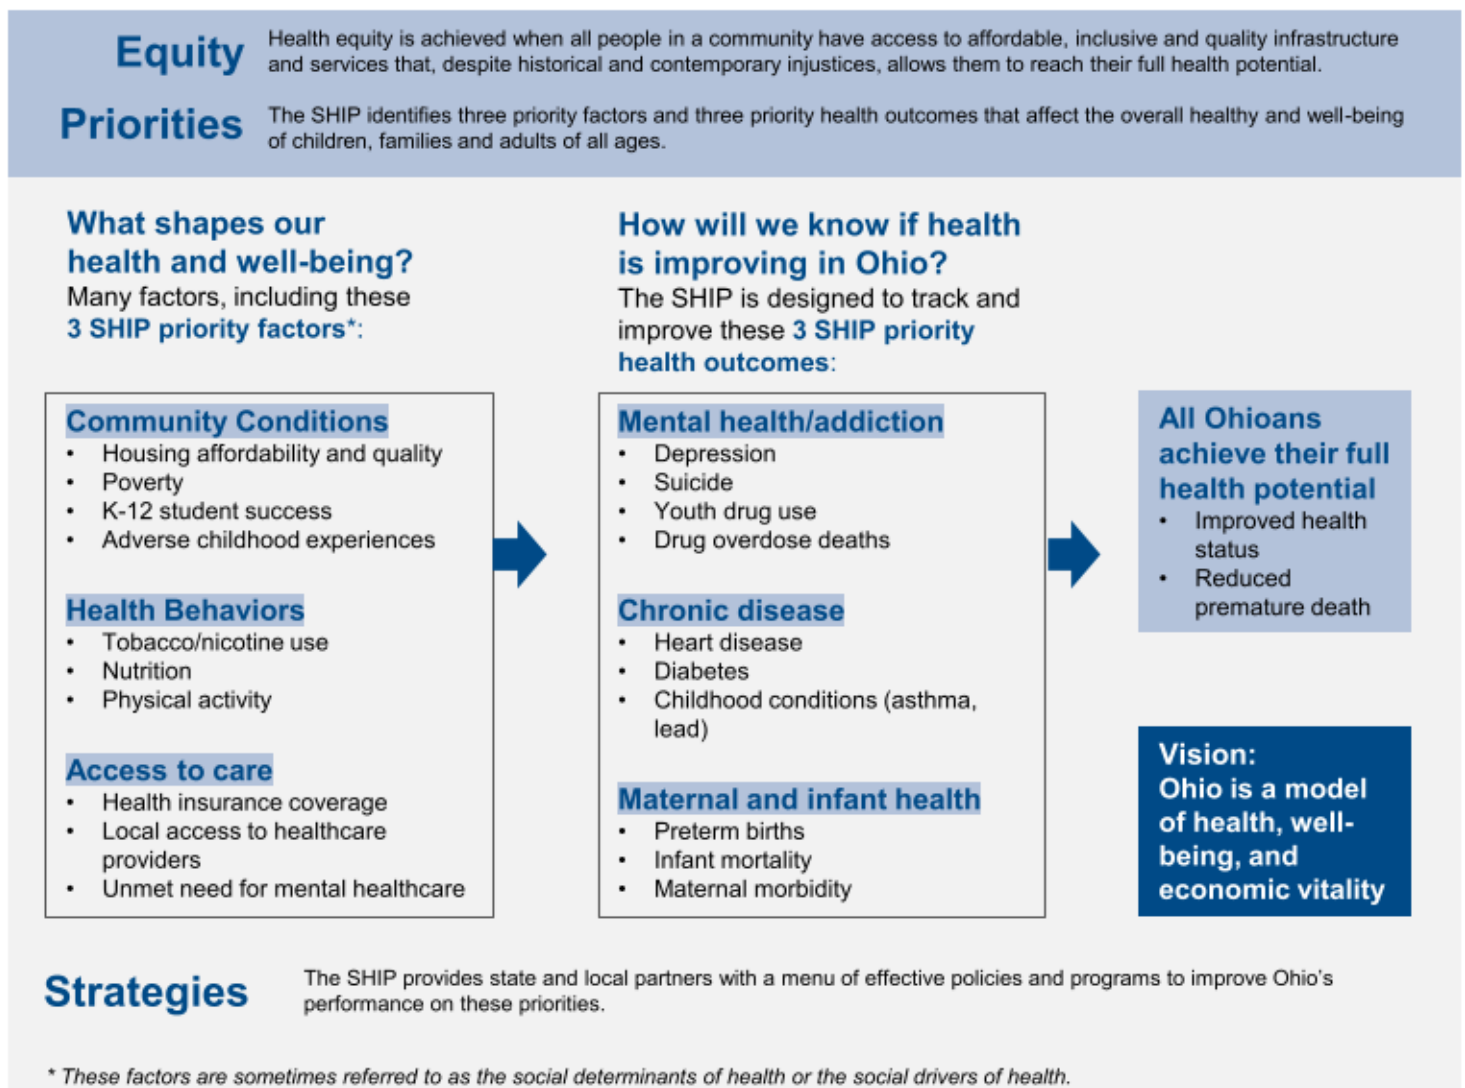 Equity
Health equity is achieved when all people in a community have access to affordable, inclusive and quality infrastructure
and services that, despite historical and contemporary injustices, allows them to reach their full health potential.
Priorities
The SHIP identifies three priority factors and three priority health outcomes that affect the overall healthy and well-being
of children, families and adults of all ages.
What shapes our
health and well-being?
Many factors, including these
3 SHIP priority factors*:
Community Conditions
• Housing affordability and quality
• Poverty
• K-12 student success
• Adverse childhood experiences
Health Behaviors
• Tobacco/nicotine use
• Nutrition
• Physical activity
Access to care
• Health insurance coverage
• Local access to healthcare
providers
• Unmet need for mental healthcare
How will we know if health
is improving in Ohio?
The SHIP is designed to track and
improve these 3 SHIP priority
health outcomes:
Mental health/addiction
• Depression
• Suicide
• Youth drug use
• Drug overdose deaths
Chronic disease
• Heart disease
• Diabetes
• Childhood conditions (asthma,
lead)
Maternal and infant health
• Preterm births
• Infant mortality
• Maternal morbidity
All Ohioans
achieve their full
health potential
• Improved health
status
• Reduced
premature death
Vision:
Ohio is a model
of health, well-
being, and
economic vitality
Strategies
The SHIP provides state and local partners with a menu of effective policies and programs to improve Ohio's
performance on these priorities.
* These factors are sometimes referred to as the social determinants of health or the social drivers of health.